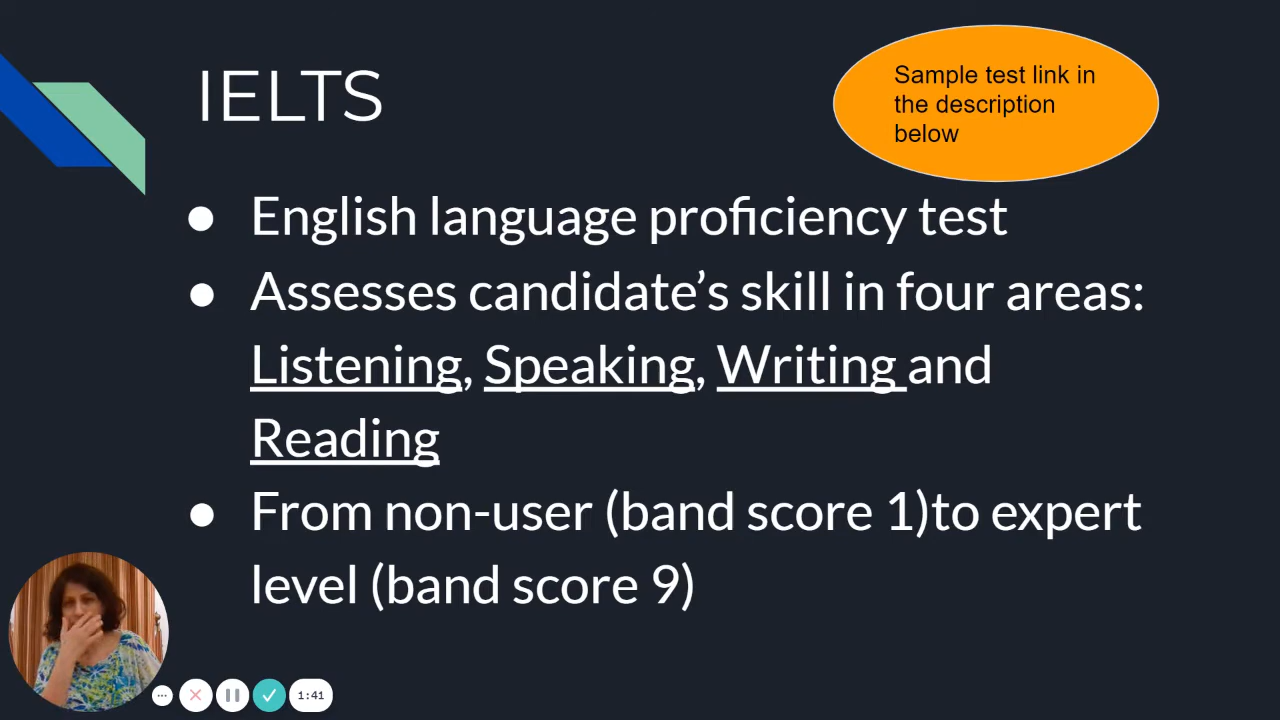 IELTS
Sample test link in
the description
below
● English language proficiency test
● Assesses candidate’s skill in four areas:
Listening, Speaking, Writing and
Reading
● From non-user (band score 1)to expert
level (band score 9)
1:41